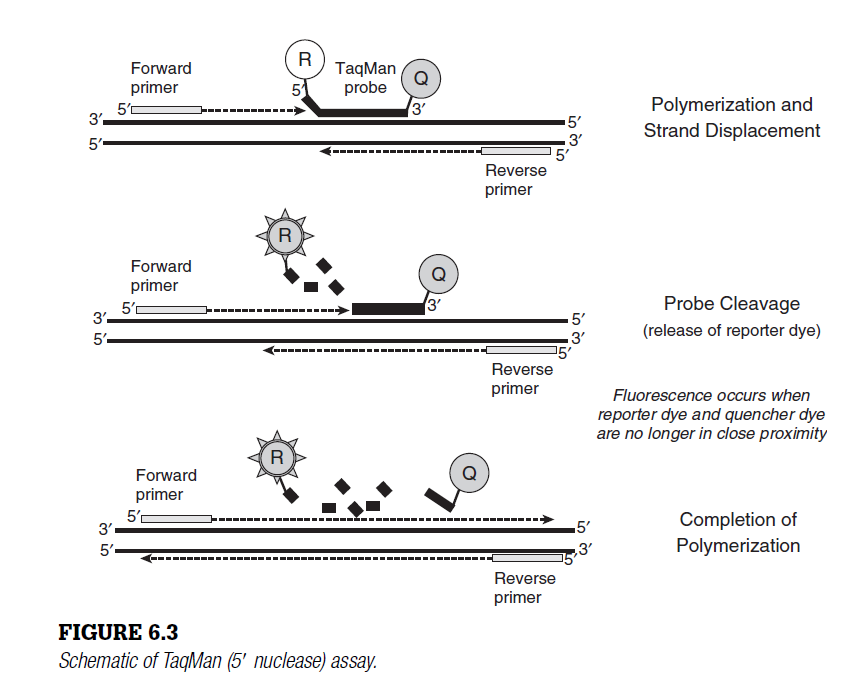 Forward
primer
R
TaqMan
probe
Q
5′
5′
3′
3′
5′
5′
3′
5′
Reverse
primer
Polymerization and
Strand Displacement
R
Forward
primer
Q
5′
3′
3′
5′
5′
3′
5′
Reverse
primer
Probe Cleavage
(release of reporter dye)
Fluorescence occurs when
reporter dye and quencher dye
are no longer in close proximity
R
Forward
primer
Q
5′
3′
5′
5′
3′
5′
Reverse
primer
Completion of
Polymerization
FIGURE 6.3
Schematic of TaqMan (5′ nuclease) assay.